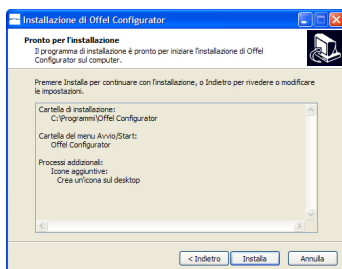 Installazione di Offel Configurator
Pronto per l'installazione
Il programma di installazione è pronto per iniziare l'installazione di Offel
Configurator sul computer.
Premere Installa per continuare con l'installazione, o Indietro per rivedere o modificare
le impostazioni.
Cartella di installazione:
C:\Programmi\Offel Configurator
Cartella del menu Avvio/Start:
Offel Configurator
Processi addizionali:
Icone aggiuntive:
Crea un'icona sul desktop
< Indietro
Installa
Annulla